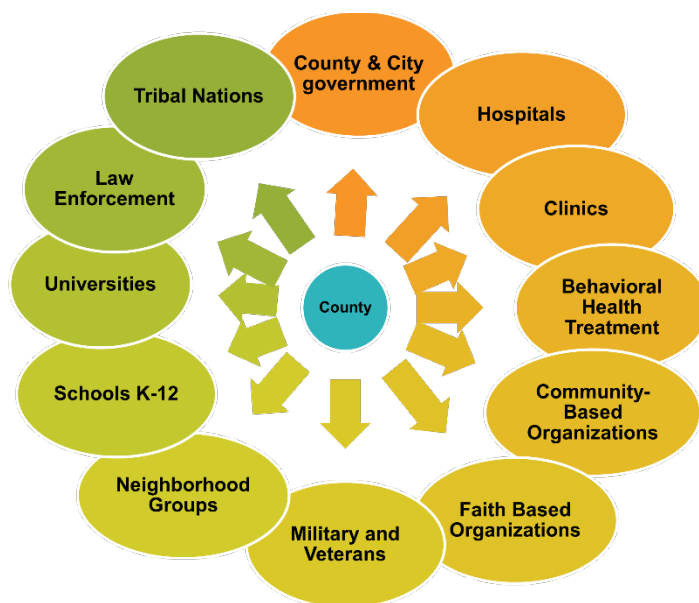 County & City
government
Hospitals
Clinics
Behavioral
Health
Treatment
Community-
Based
Organizations
Faith Based
Organizations
Military and
Veterans
Neighborhood
Groups
Schools K-12
Universities
Law
Enforcement
Tribal Nations
County